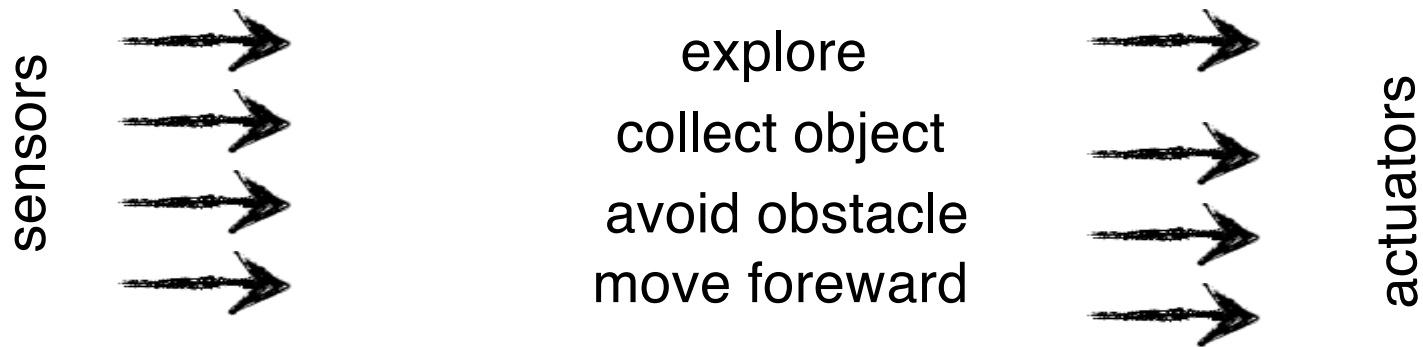 sensors
explore
collect object
avoid obstacle
move foreward
actuators